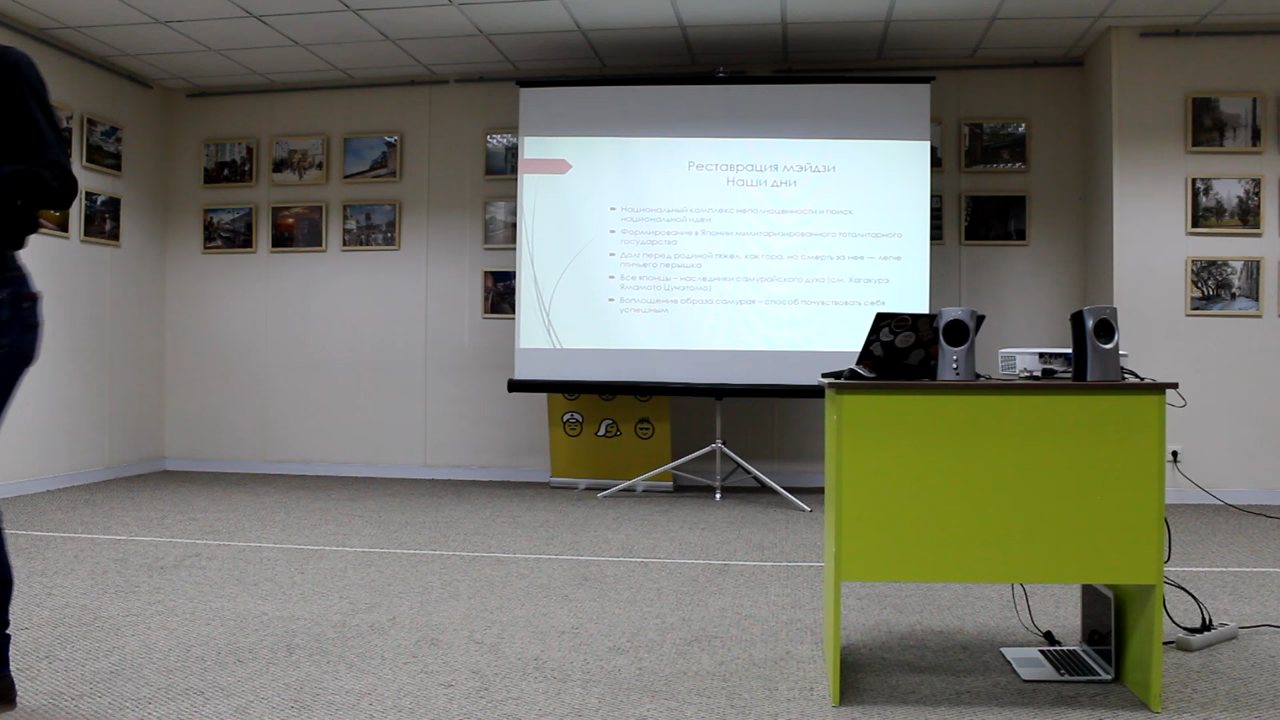 Реставрация мэйдзи
Наши дни
Национальный комплекс неполноценности и поиск
национальной идеи
Формирование в Японии милитаризированного тоталитарного
государства
Долг перед родиной тяжел, как гора, но смерть за нее — легче
птичьего перышка
Все японцы – наследники самурайского духа (см. Хагакурэ,
Ямамото Цунэтомо)
Воплощение образа самурая – способ почувствовать себя
успешным